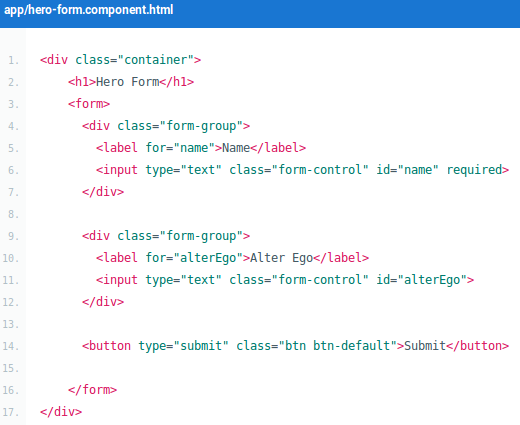 app/hero-form.component.html
1. <div class="container">
2. <h1>Hero Form</h1>
3. <form>
4. <div class="form-group">
5. <label for="name">Name</label>
6. <input type="text" class="form-control" id="name" required>
7. </div>
8.
9. <div class="form-group">
10. <label for="alterEgo">Alter Ego</label>
11. <input type="text" class="form-control" id="alterEgo">
12. </div>
13.
14. <button type="submit" class="btn btn-default">Submit</button>
15.
16. </form>
17. </div>